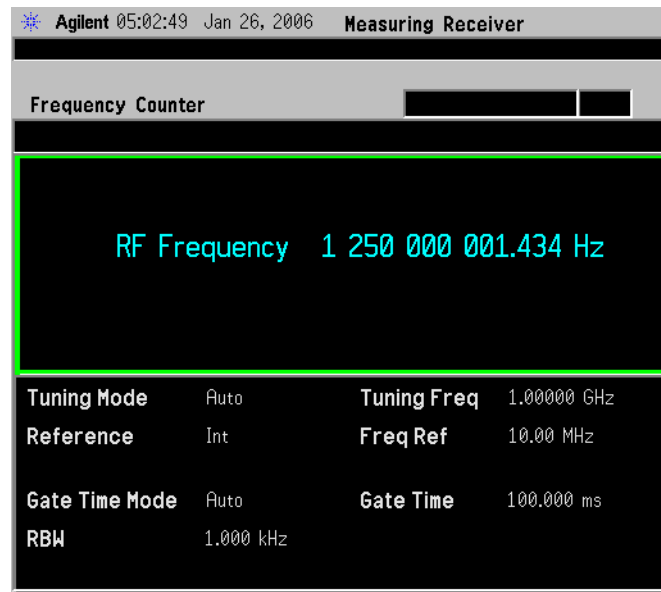 Agilent 05:02:49 Jan 26, 2006 Measuring Receiver
Frequency Counter
RF Frequency 1 250 000 001.434 Hz
Tuning Mode Auto Tuning Freq 1.00000 GHz
Reference Int Freq Ref 10.00 MHz
Gate Time Mode Auto Gate Time 100.000 ms
RBW 1.000 kHz